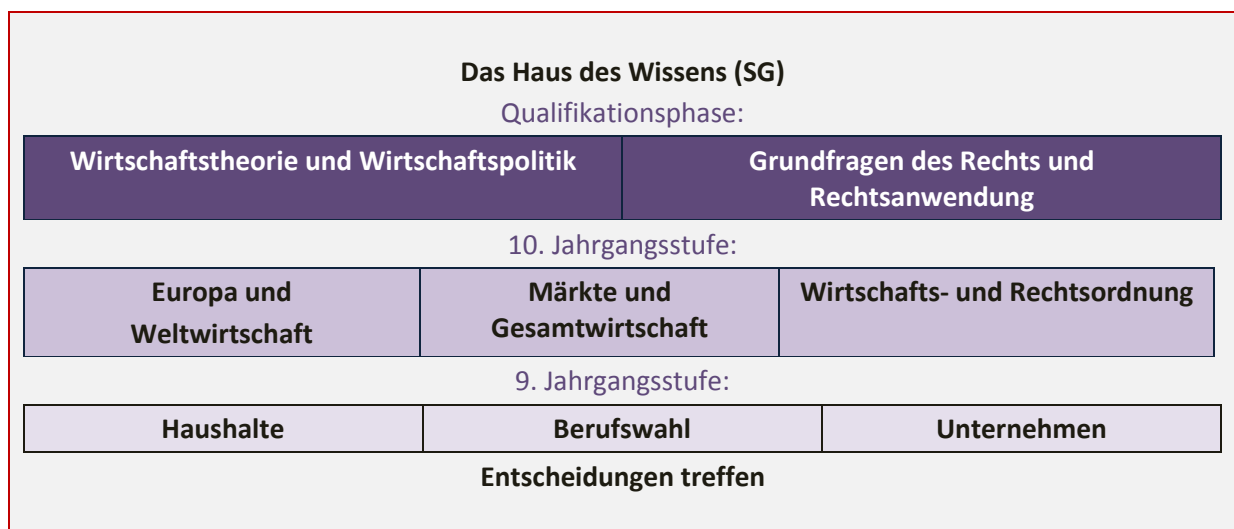 Das Haus des Wissens (SG)
Qualifikationsphase:
Wirtschaftstheorie und Wirtschaftspolitik
Grundfragen des Rechts und
Rechtsanwendung
10. Jahrgangsstufe:
Europa und
Weltwirtschaft
Märkte und
Gesamtwirtschaft
Wirtschafts- und Rechtsordnung
9. Jahrgangsstufe:
Haushalte
Berufswahl
Unternehmen
Entscheidungen treffen